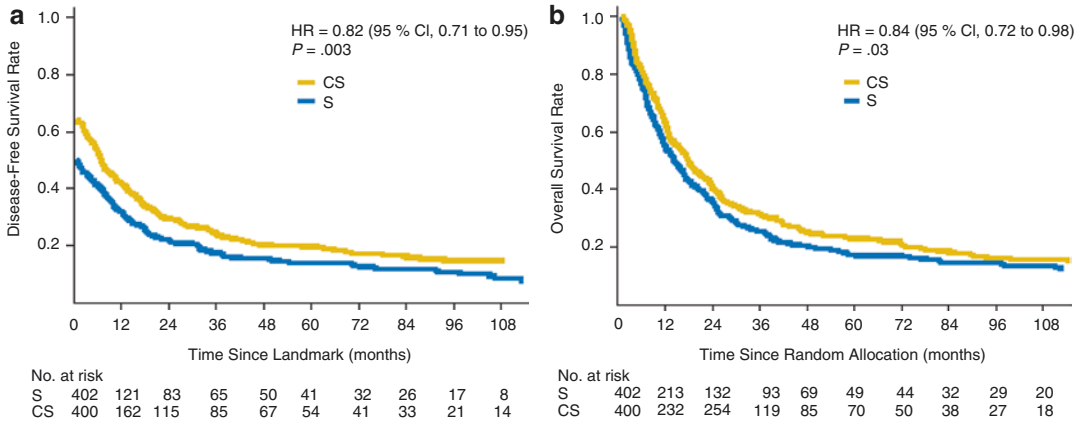 a
HR = 0.82 (95 % CI, 0.71 to 0.95)
P = .003
CS
S
Disease-Free Survival Rate
1.0
0.8
0.6
0.4
0.2
0 12 24 36 48 60 72 84 96 108
Time Since Landmark (months)
No. at risk
S 402 121 83 65 50 41 32 26 17 8
CS 400 162 115 85 67 54 41 33 21 14
b
HR = 0.84 (95 % CI, 0.72 to 0.98)
P = .03
CS
S
Overall Survival Rate
1.0
0.8
0.6
0.4
0.2
0 12 24 36 48 60 72 84 96 108
Time Since Random Allocation (months)
No. at risk
S 402 213 132 93 69 49 44 32 29 20
CS 400 232 254 119 85 70 50 38 27 18